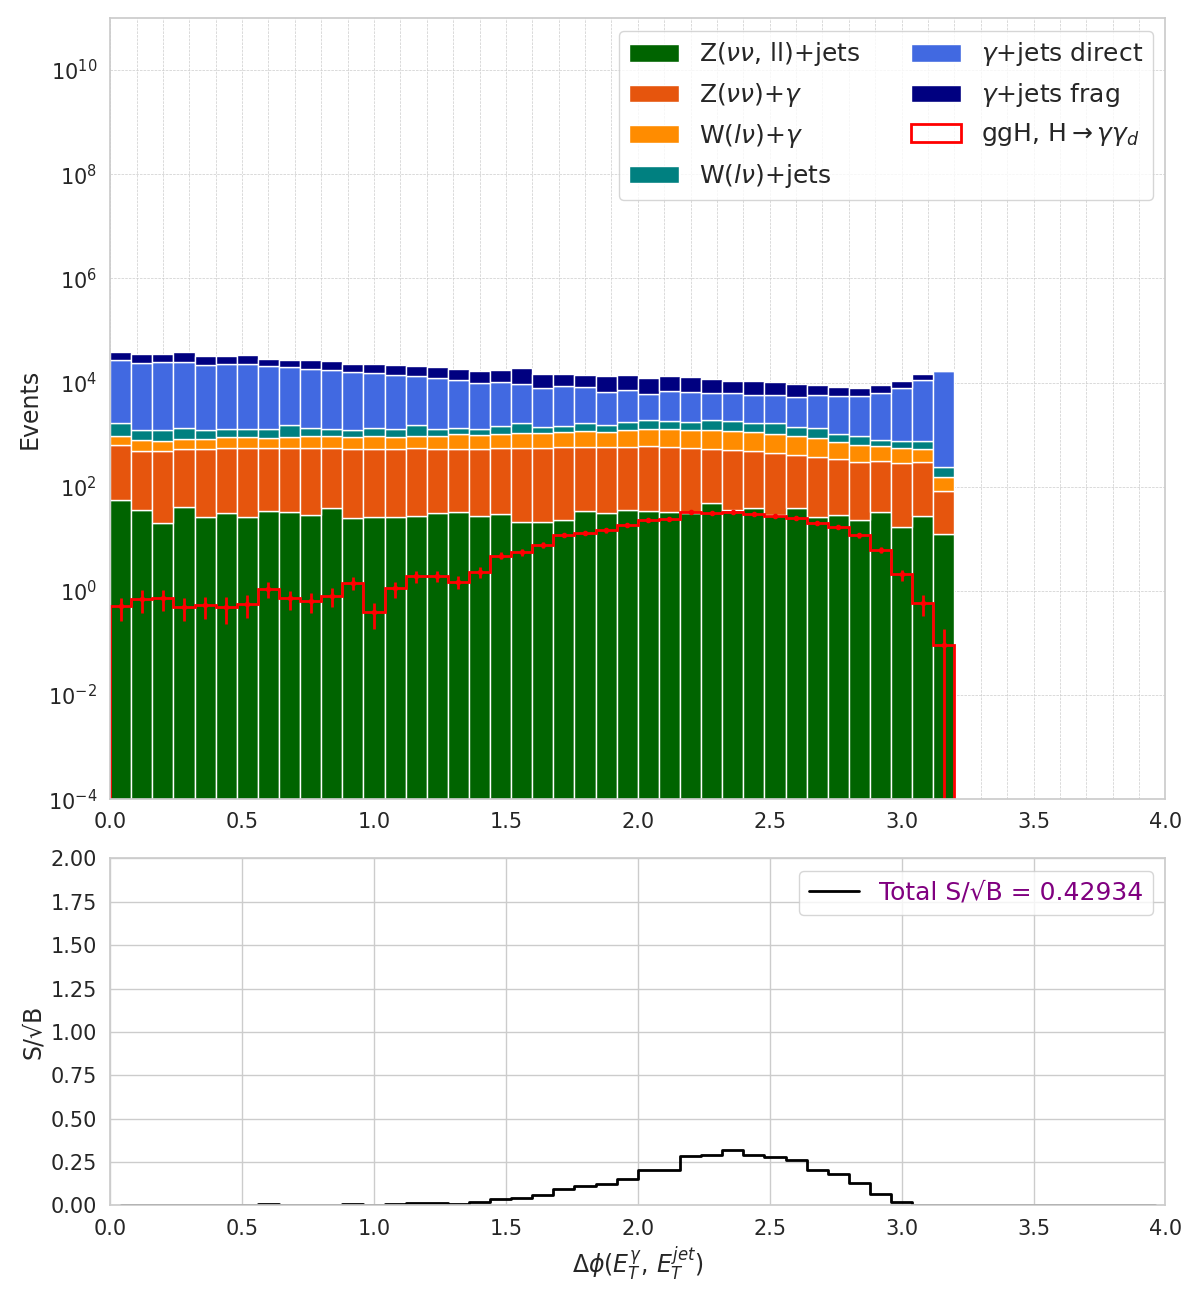 Z(νν, ll)+jets
Z(νν)+γ
W(lν)+γ
W(lν)+jets
γ+jets direct
γ+jets frag
ggH, H→γγ_d
Events
10^10
10^8
10^6
10^4
10^2
10^0
10^−2
10^−4
0.0 0.5 1.0 1.5 2.0 2.5 3.0 3.5 4.0
Total S/√B = 0.42934
S/√B
2.00
1.75
1.50
1.25
1.00
0.75
0.50
0.25
0.00
0.0 0.5 1.0 1.5 2.0 2.5 3.0 3.5 4.0
Δϕ(E_T^γ, E_T^jet)